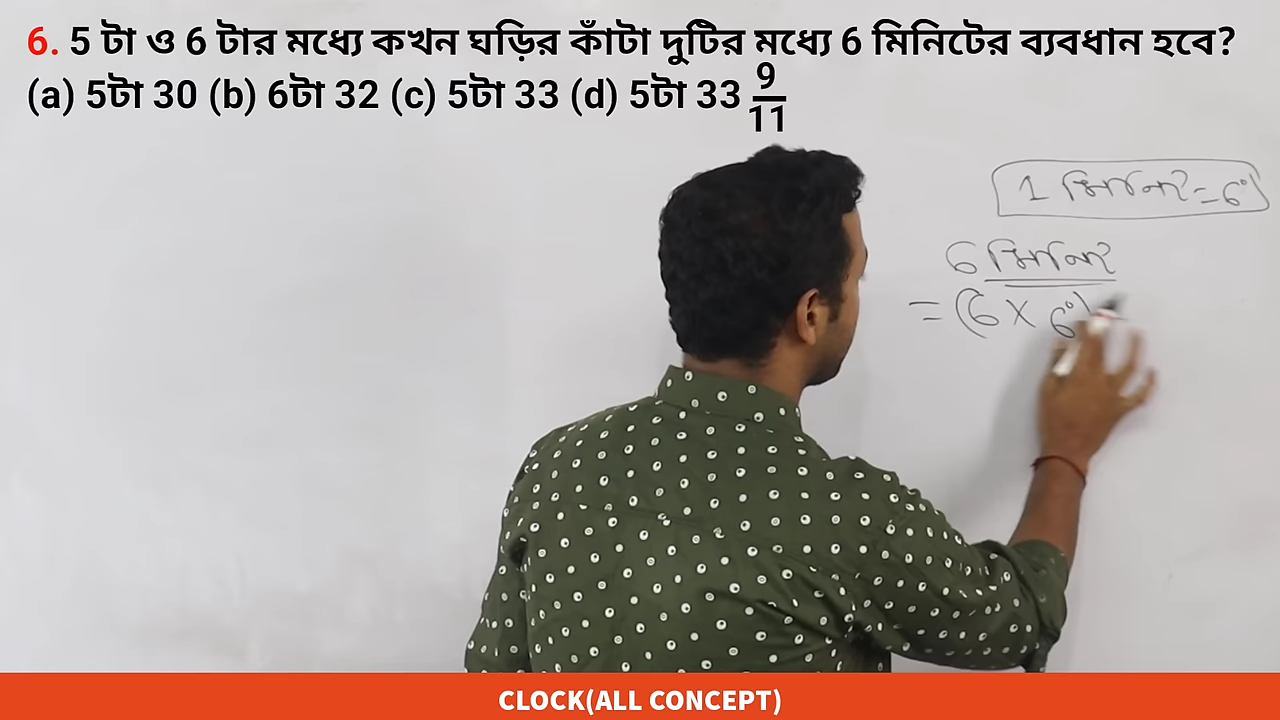 6. 5 টা ও 6 টার মধ্যে কখন ঘড়ির কাঁটা দুটির মধ্যে 6 মিনিটের ব্যবধান হবে?
(a) 5টা 30 (b) 6টা 32 (c) 5টা 33 (d) 5টা 33 9/11
1 মিনিট = 6°
6 মিনিট
= (6 × 6°)
CLOCK(ALL CONCEPT)